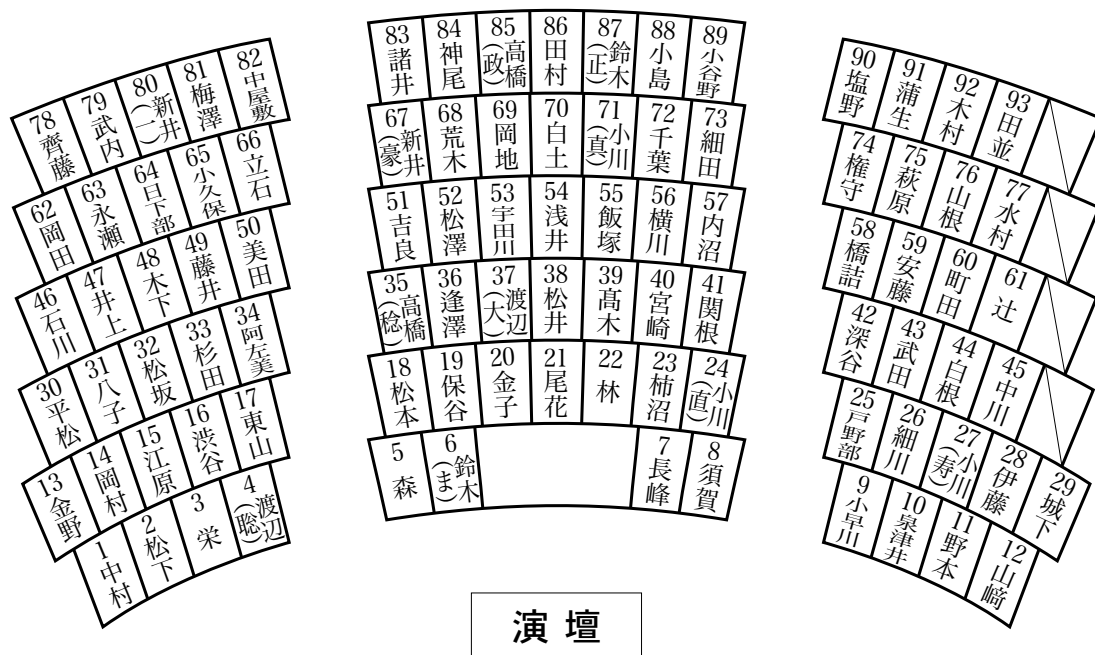 82 中屋敷
81 梅澤
80 新井(一)
79 武内
78 齊藤
66 立石
65 小久保
64 日下部
63 永瀬
62 岡田
50 美田
49 藤井
48 木下
47 井上
46 石川
34 阿左美
33 杉田
32 松坂
31 八子
30 平松
17 東山
16 渋谷
15 江原
14 岡村
13 金野
4 渡辺(聡)
3 栄
2 松下
1 中村
83 諸井
84 神尾
85 高橋(政)
86 田村
87 鈴木(正)
88 小島
89 小谷野
67 新井(豪)
68 荒木
69 岡地
70 白土
71 小川(真)
72 千葉
73 細田
51 吉良
52 松澤
53 宇田川
54 浅井
55 飯塚
56 横川
57 内沼
35 高橋(稔)
36 逢澤
37 渡辺(大)
38 松井
39 髙木
40 宮崎
41 関根
18 松本
19 保谷
20 金子
21 尾花
22 林
23 柿沼
24 小川(直)
5 森
6 鈴木(ま)
7 長峰
8 須賀
90 塩野
91 蒲生
92 木村
93 田並
74 権守
75 萩原
76 山根
77 水村
58 橋詰
59 安藤
60 町田
61 辻
42 深谷
43 武田
44 白根
45 中川
25 戸野部
26 細川
27 小川(寿)
28 伊藤
29 城下
9 小早川
10 泉津井
11 野本
12 山﨑
演壇